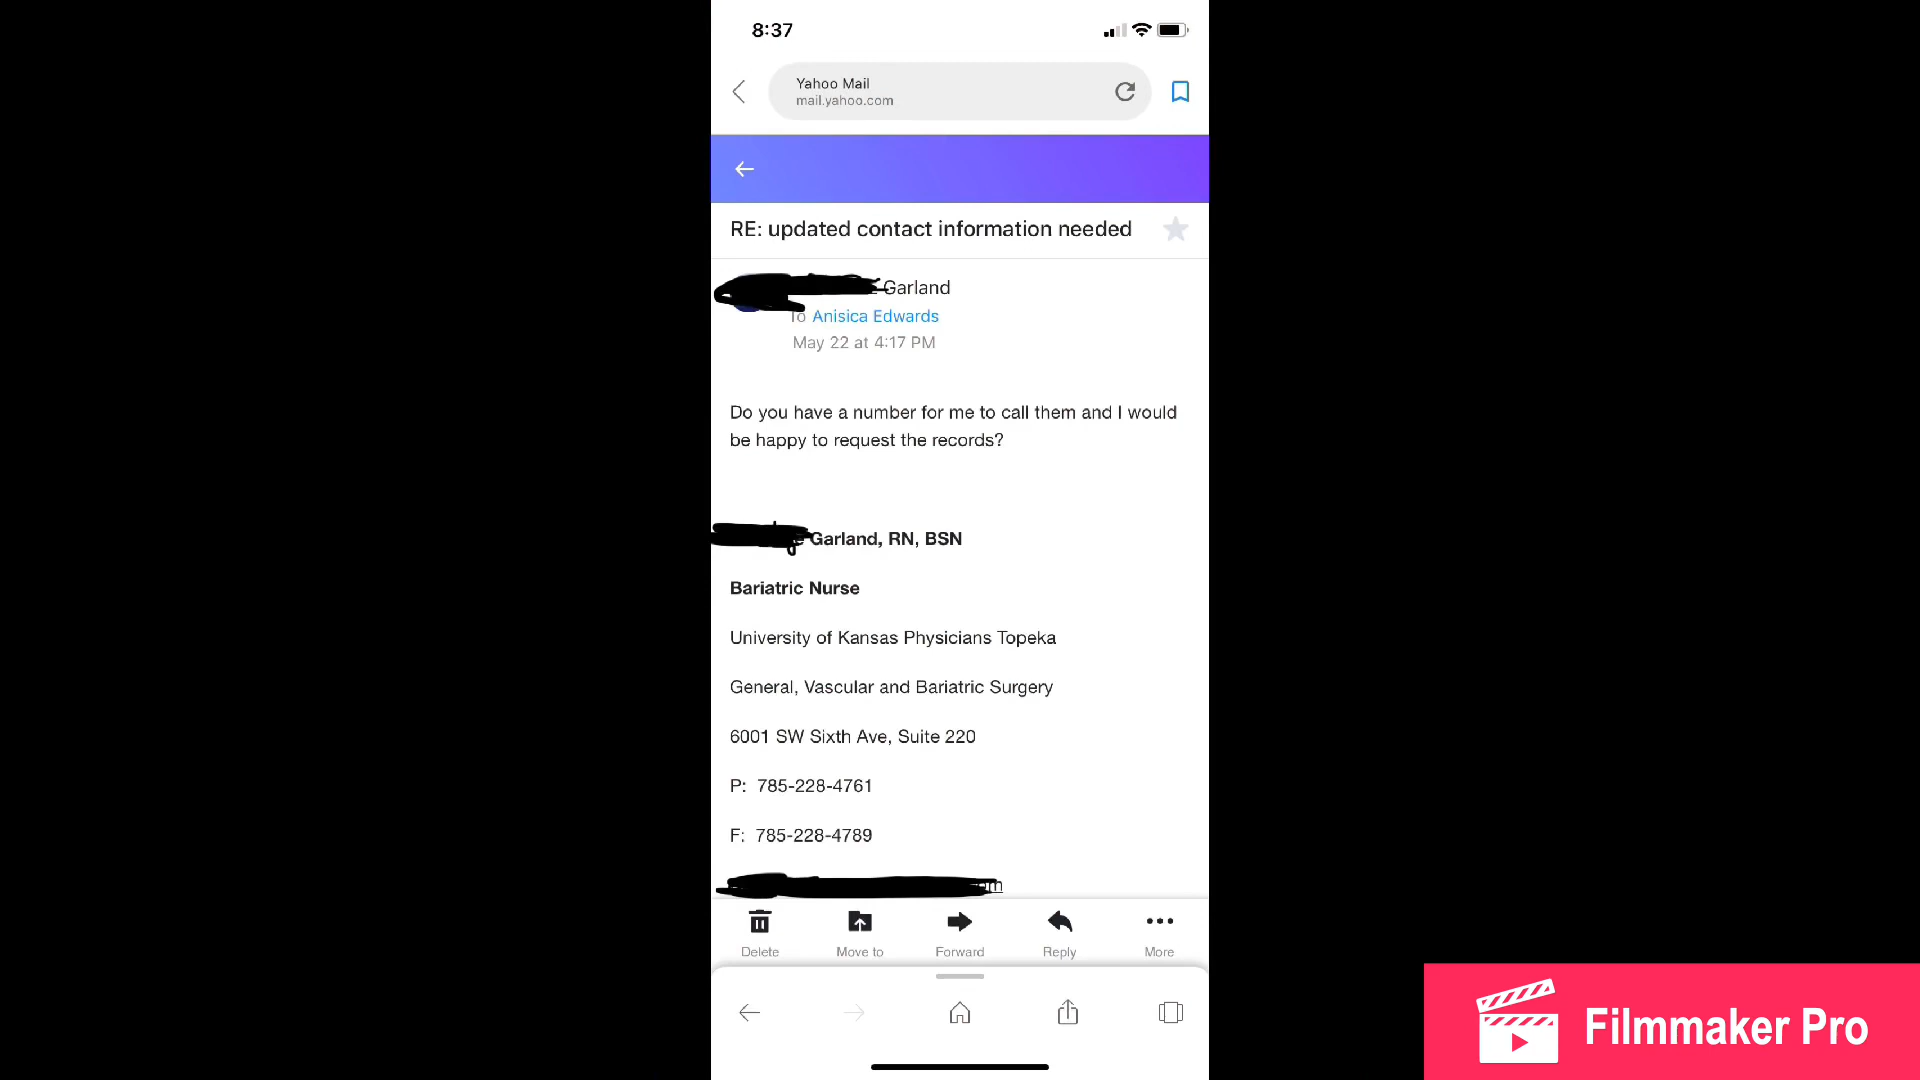 8:37
Yahoo Mail
mail.yahoo.com
RE: updated contact information needed
Garland
To Anisica Edwards
May 22 at 4:17 PM
Do you have a number for me to call them and I would
be happy to request the records?
Garland, RN, BSN
Bariatric Nurse
University of Kansas Physicians Topeka
General, Vascular and Bariatric Surgery
6001 SW Sixth Ave, Suite 220
P: 785-228-4761
F: 785-228-4789
Delete Move to Forward Reply More
Filmmaker Pro